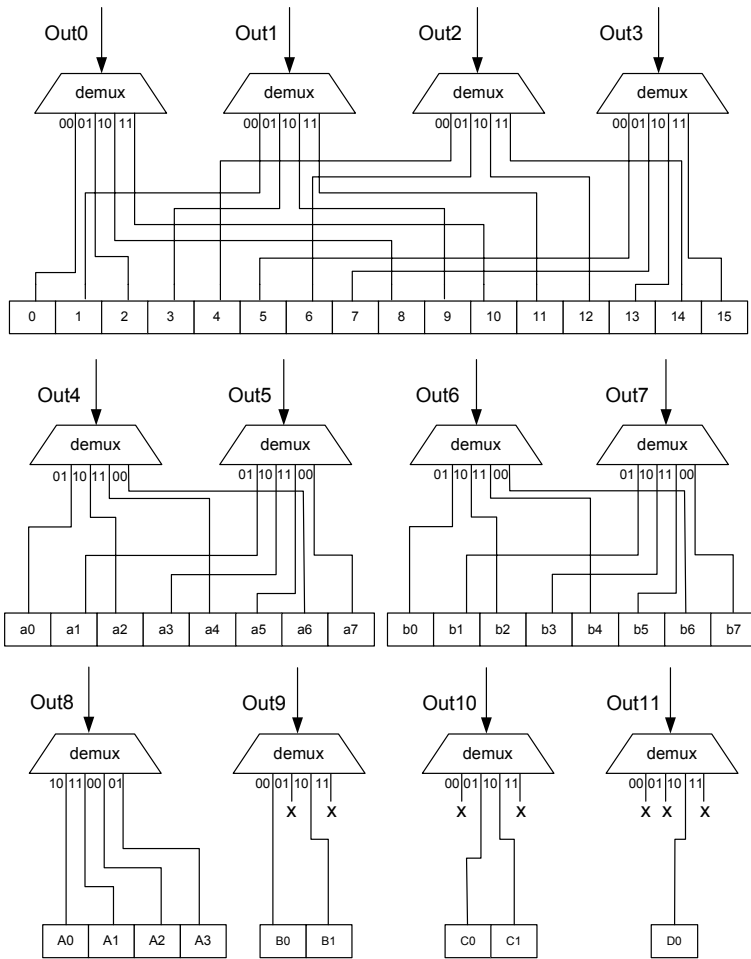 Out0 Out1 Out2 Out3
demux demux demux demux
00 01 10 11 00 01 10 11 00 01 10 11 00 01 10 11
0 1 2 3 4 5 6 7 8 9 10 11 12 13 14 15
Out4 Out5 Out6 Out7
demux demux demux demux
01 10 11 00 01 10 11 00 01 10 11 00 01 10 11 00
a0 a1 a2 a3 a4 a5 a6 a7 b0 b1 b2 b3 b4 b5 b6 b7
Out8 Out9 Out10 Out11
demux demux demux demux
10 11 00 01 00 01 10 11 00 01 10 11 00 01 10 11
X X X X X X X
A0 A1 A2 A3 B0 B1 C0 C1 D0